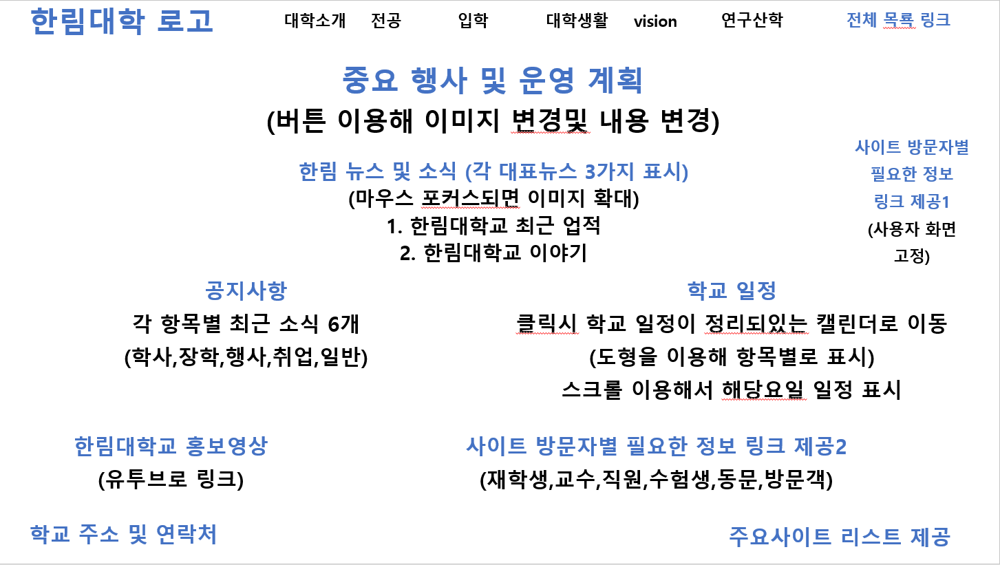 한림대학 로고
대학소개 전공 입학 대학생활 vision 연구산학
전체 목룍 링크
중요 행사 및 운영 계획
(버튼 이용해 이미지 변경및 내용 변경)
한림 뉴스 및 소식 (각 대표뉴스 3가지 표시)
(마우스 포커스되면 이미지 확대)
1. 한림대학교 최근 업적
2. 한림대학교 이야기
사이트 방문자별
필요한 정보
링크 제공1
(사용자 화면
고정)
공지사항
각 항목별 최근 소식 6개
(학사,장학,행사,취업,일반)
학교 일정
클릭시 학교 일정이 정리되있는 캘린더로 이동
(도형을 이용해 항목별로 표시)
스크롤 이용해서 해당요일 일정 표시
한림대학교 홍보영상
(유투브로 링크)
사이트 방문자별 필요한 정보 링크 제공2
(재학생,교수,직원,수험생,동문,방문객)
학교 주소 및 연락처
주요사이트 리스트 제공